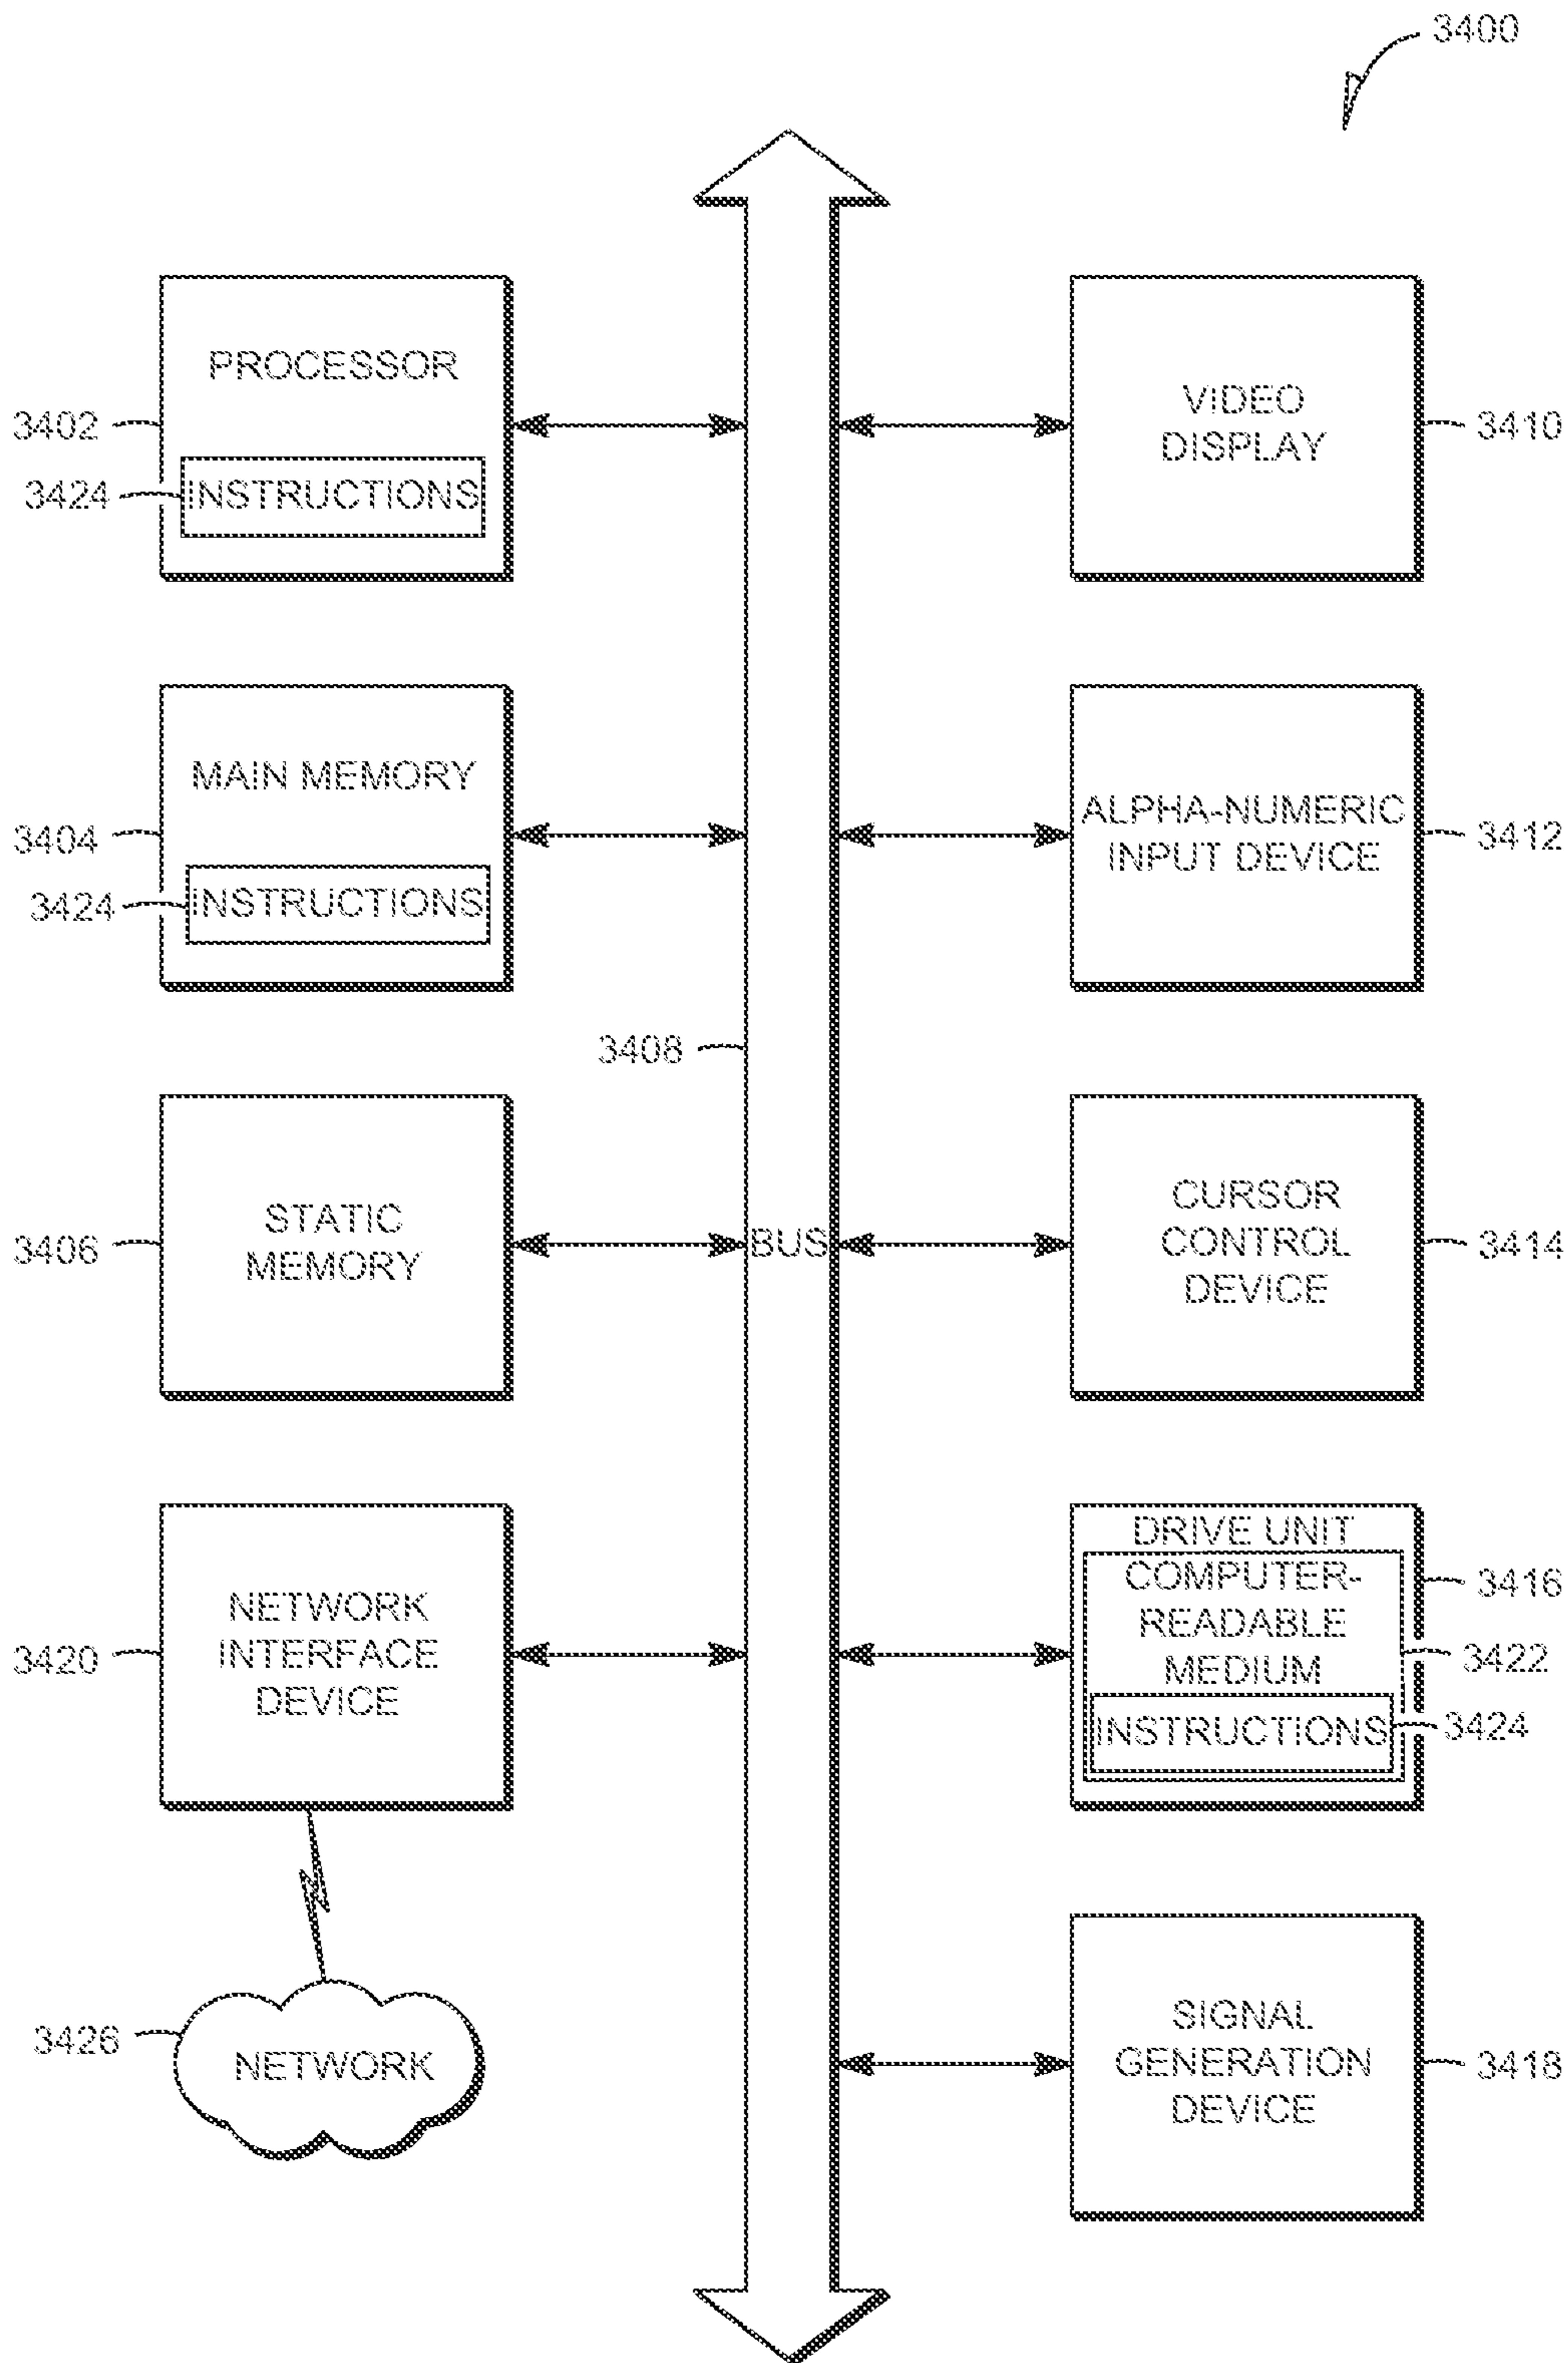 3400
PROCESSOR
3402
3424
INSTRUCTIONS
VIDEO
DISPLAY
3410
MAIN MEMORY
3404
3424
INSTRUCTIONS
ALPHA-NUMERIC
INPUT DEVICE
3412
3408
STATIC
MEMORY
3406
BUS
CURSOR
CONTROL
DEVICE
3414
NETWORK
INTERFACE
DEVICE
3420
DRIVE UNIT
COMPUTER-
READABLE
MEDIUM
INSTRUCTIONS
3416
3422
3424
3426
NETWORK
SIGNAL
GENERATION
DEVICE
3418